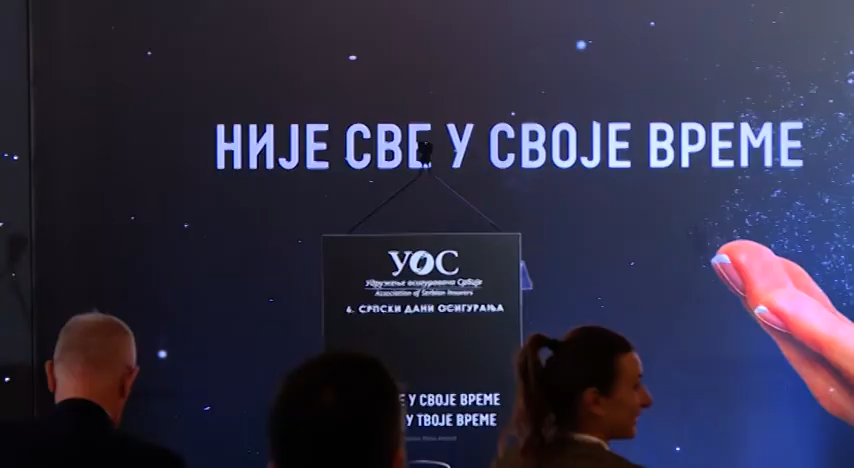 НИЈЕ СВЕ У СВОЈЕ ВРЕМЕ
УОС
Удружење осигуравача Србије
Association of Serbian Insurers
6. СРПСКИ ДАНИ ОСИГУРАЊА
Е У СВОЈЕ ВРЕМЕ
У ТВОЈЕ ВРЕМЕ